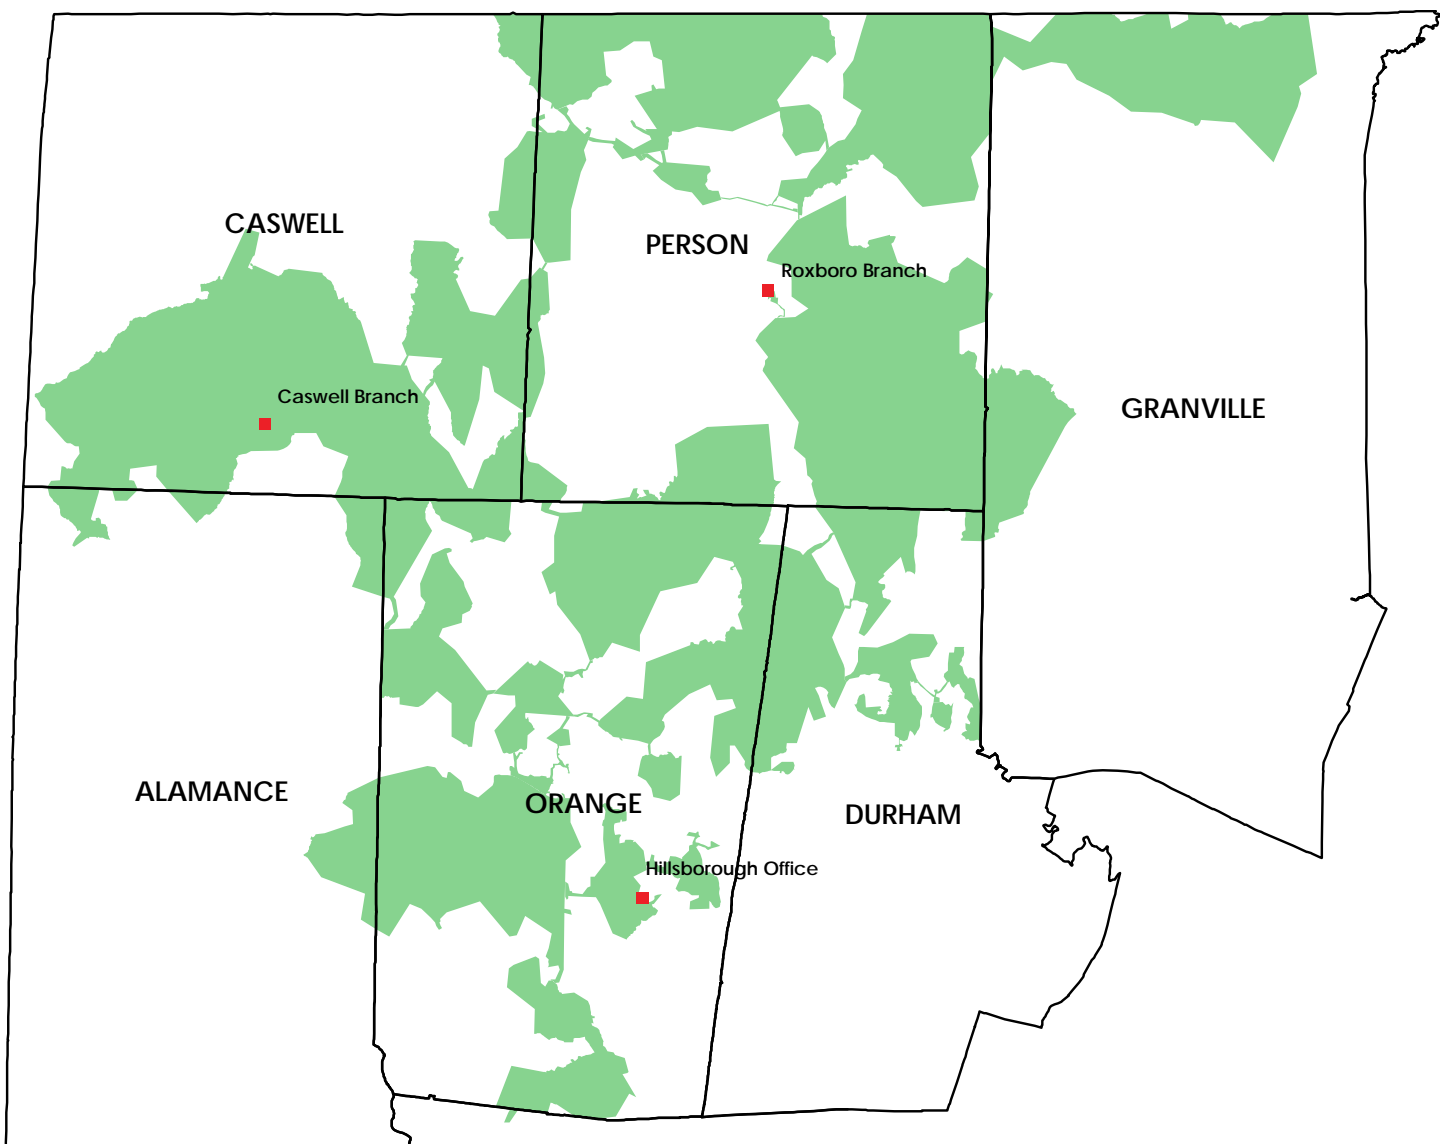 CASWELL
PERSON
Roxboro Branch
Caswell Branch
GRANVILLE
ALAMANCE
ORANGE
DURHAM
Hillsborough Office